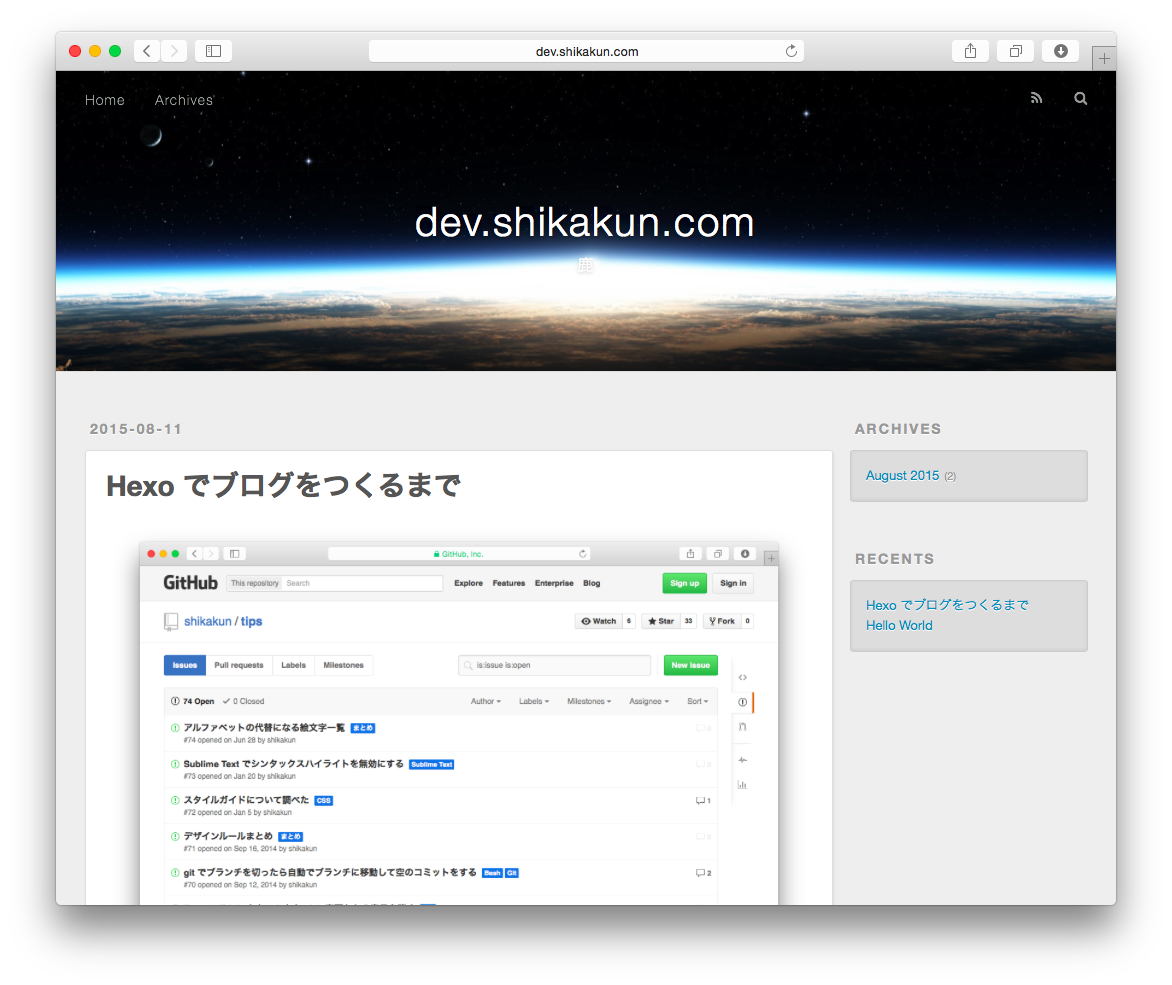 dev.shikakun.com
Home Archives
dev.shikakun.com
鹿
2015-08-11
Hexo でブログをつくるまで
GitHub, Inc.
GitHub This repository Search Explore Features Enterprise Blog Sign up Sign in
shikakun / tips Watch 6 Star 33 Fork 0
Issues Pull requests Labels Milestones is:issue is:open New issue
74 Open 0 Closed Author Labels Milestones Assignee Sort
アルファベットの代替になる絵文字一覧 まとめ
#74 opened on Jun 28 by shikakun
Sublime Text でシンタックスハイライトを無効にする Sublime Text
#73 opened on Jan 20 by shikakun
スタイルガイドについて調べた CSS 1
#72 opened on Jan 5 by shikakun
デザインルールまとめ まとめ
#71 opened on Sep 16, 2014 by shikakun
git でブランチを切ったら自動でブランチに移動して空のコミットをする Bash Git 2
#70 opened on Sep 12, 2014 by shikakun
ARCHIVES
August 2015 (2)
RECENTS
Hexo でブログをつくるまで
Hello World